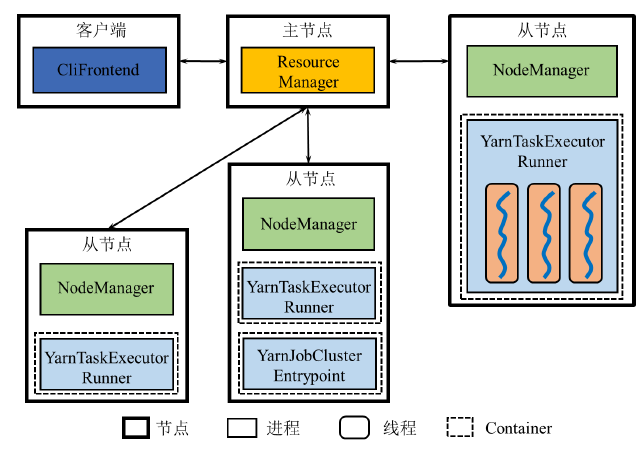 客户端
CliFrontend
主节点
Resource
Manager
从节点
NodeManager
YarnTaskExecutor
Runner
从节点
NodeManager
YarnTaskExecutor
Runner
YarnJobCluster
Entrypoint
从节点
NodeManager
YarnTaskExecutor
Runner
节点
进程
线程
Container